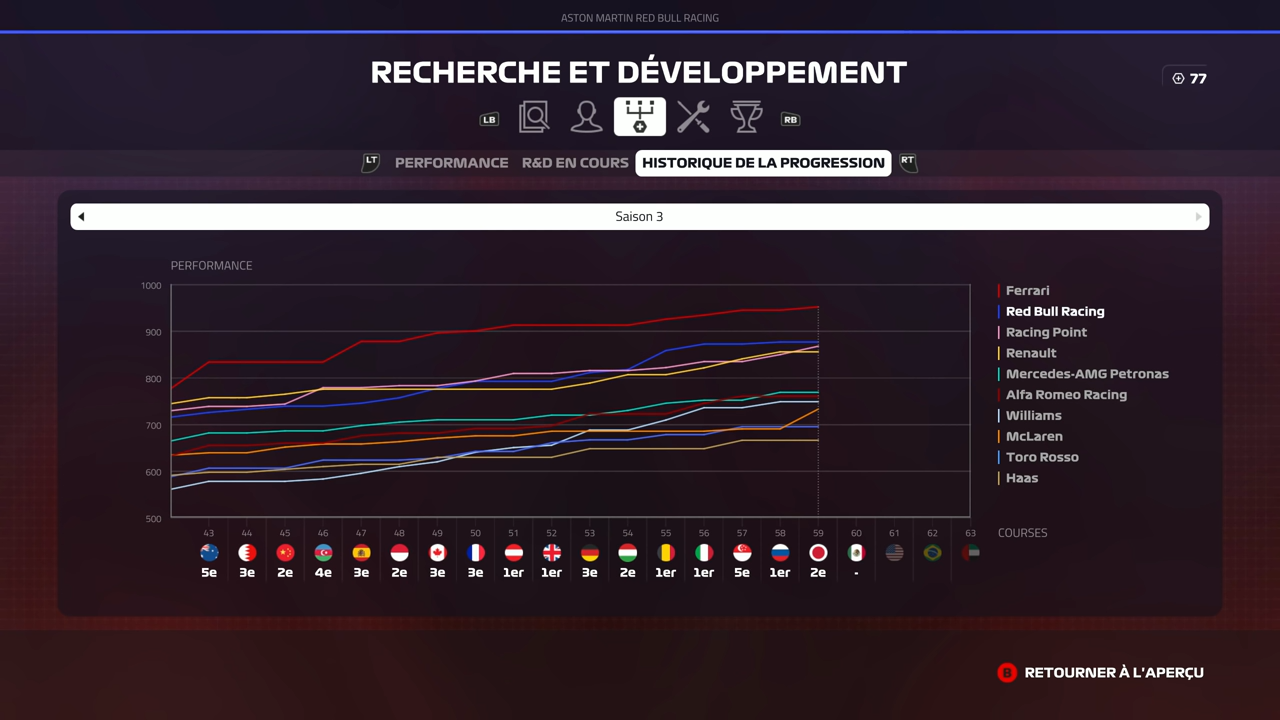 ASTON MARTIN RED BULL RACING
RECHERCHE ET DÉVELOPPEMENT
77
LB
RB
LT
PERFORMANCE
R&D EN COURS
HISTORIQUE DE LA PROGRESSION
RT
Saison 3
PERFORMANCE
1000
900
800
700
600
500
Ferrari
Red Bull Racing
Racing Point
Renault
Mercedes-AMG Petronas
Alfa Romeo Racing
Williams
McLaren
Toro Rosso
Haas
43 44 45 46 47 48 49 50 51 52 53 54 55 56 57 58 59 60 61 62 63
COURSES
5e 3e 2e 4e 3e 2e 3e 3e 1er 1er 3e 2e 1er 1er 5e 1er 2e -
B RETOURNER À L'APERÇU